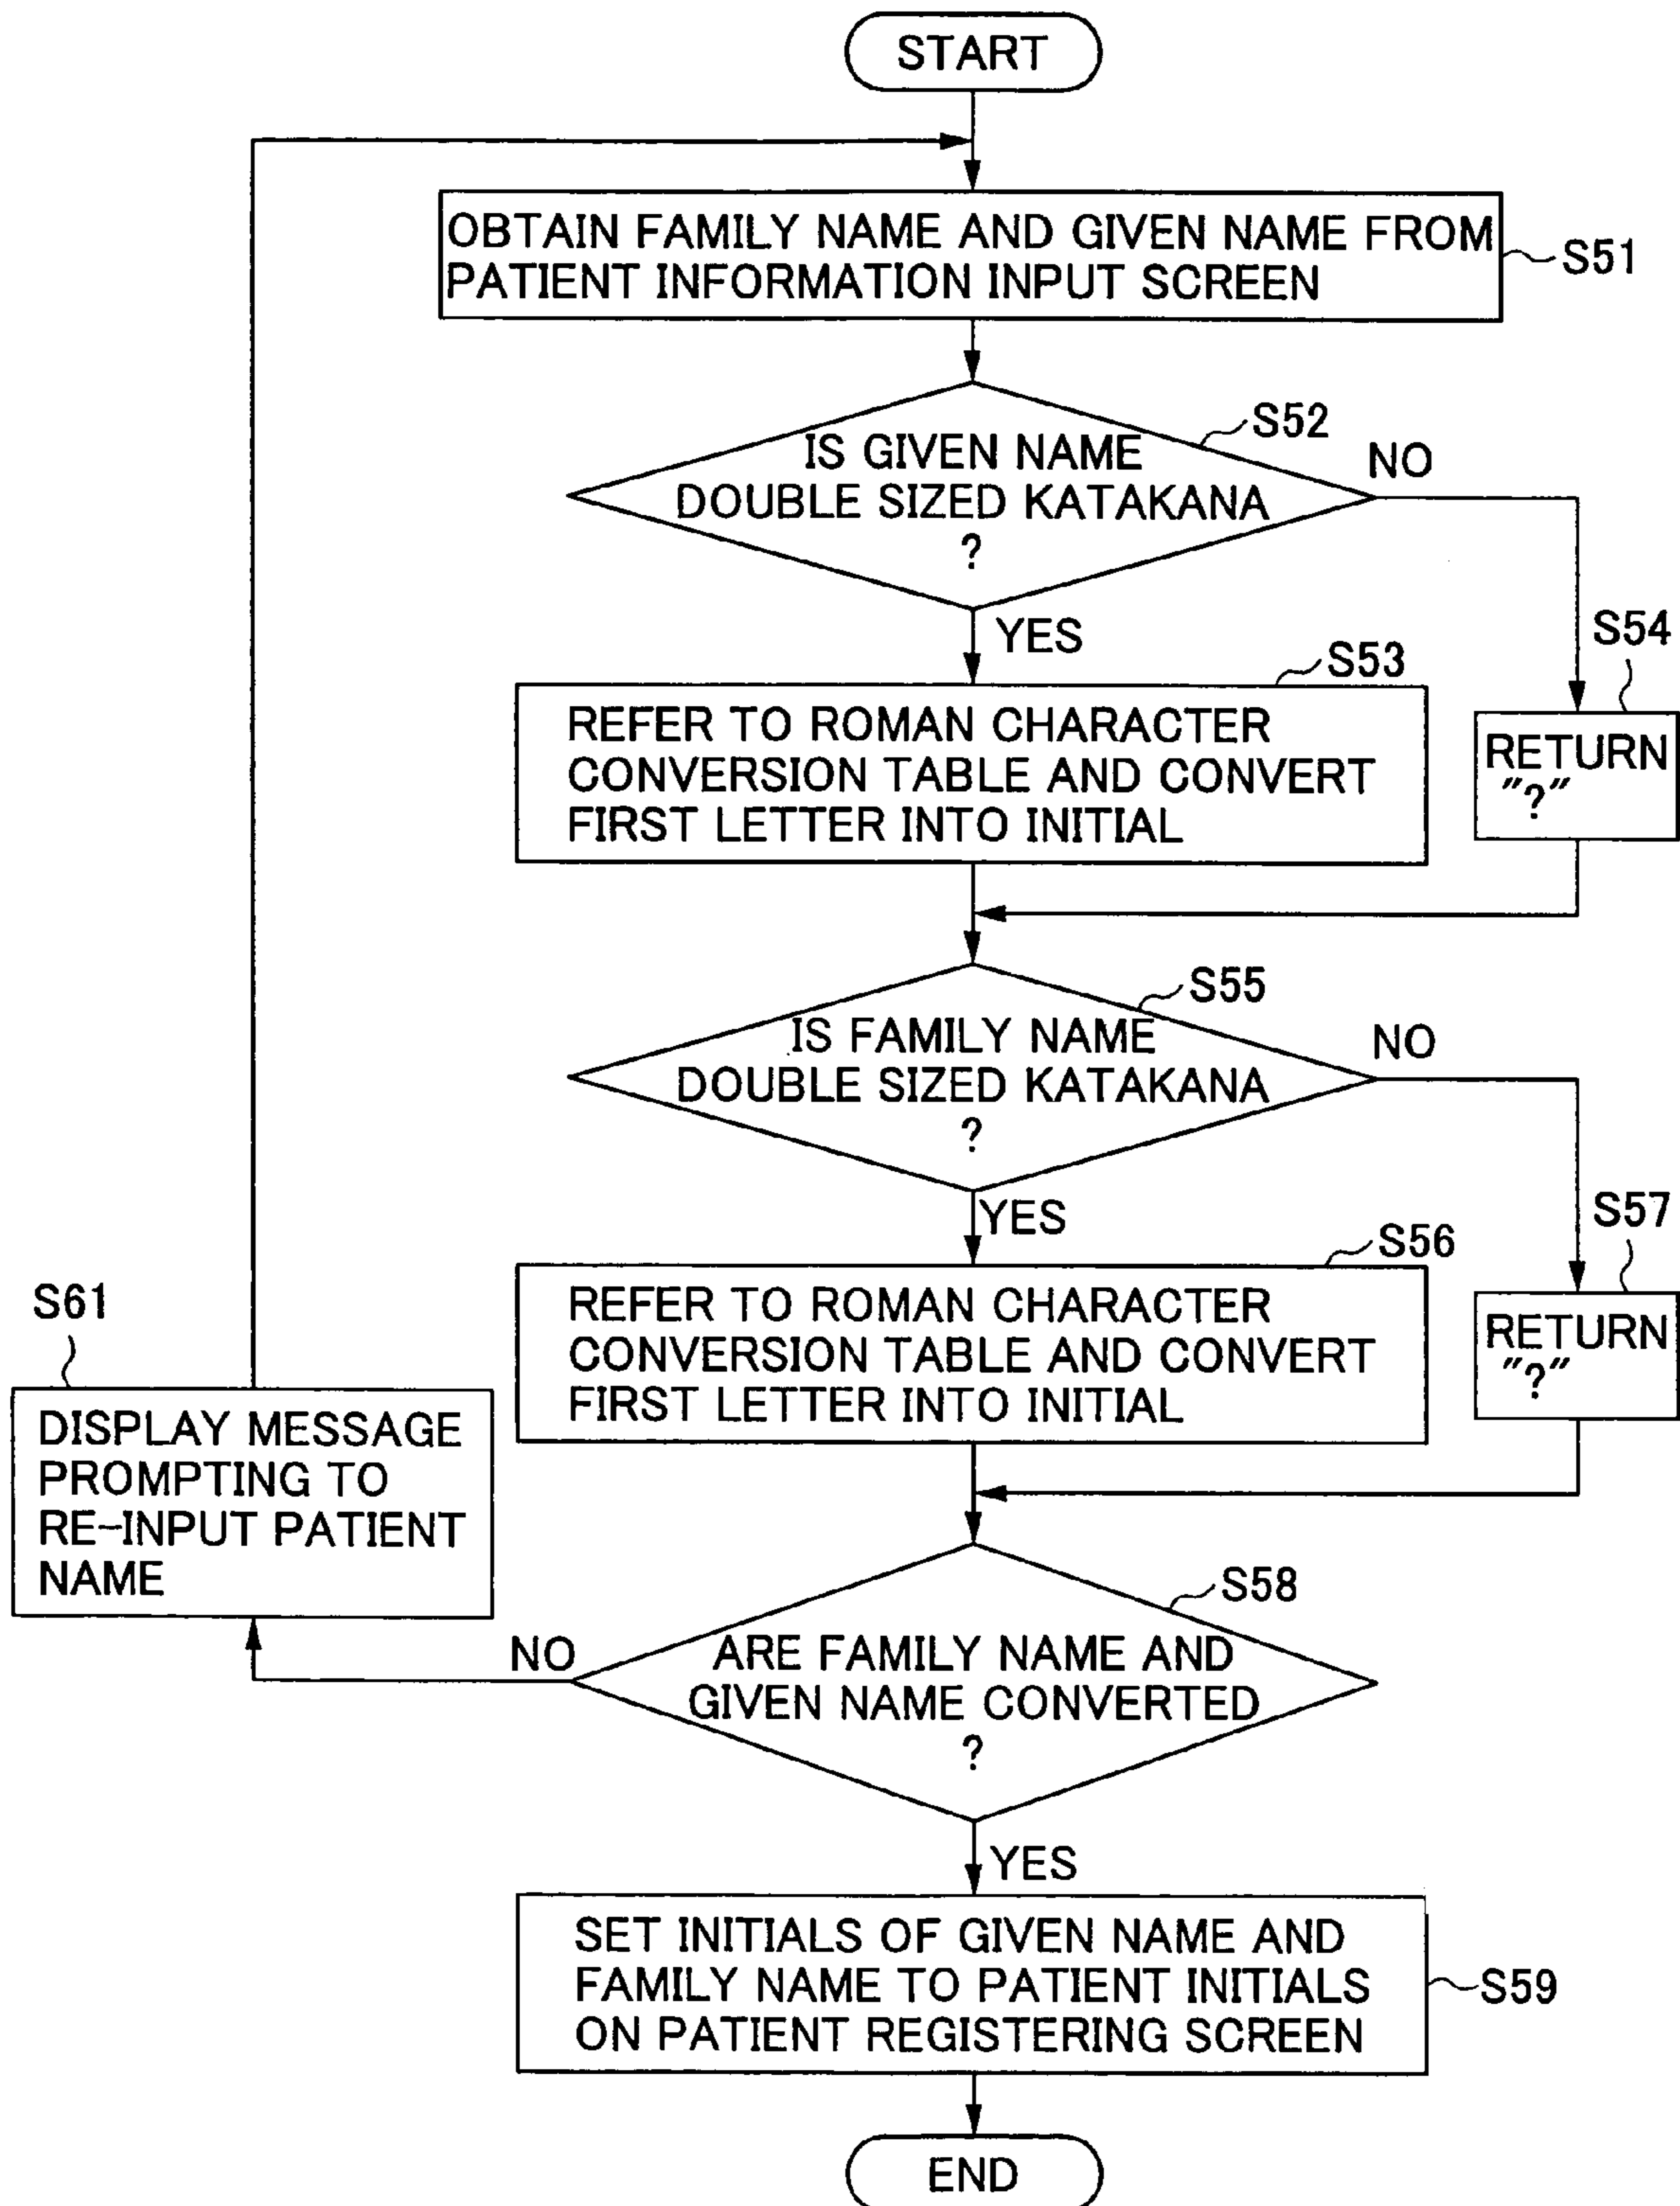 START
OBTAIN FAMILY NAME AND GIVEN NAME FROM
PATIENT INFORMATION INPUT SCREEN
S51
S52
IS GIVEN NAME
DOUBLE SIZED KATAKANA
?
NO
YES
S53
S54
REFER TO ROMAN CHARACTER
CONVERSION TABLE AND CONVERT
FIRST LETTER INTO INITIAL
RETURN
"?"
S55
IS FAMILY NAME
DOUBLE SIZED KATAKANA
?
NO
YES
S56
S57
REFER TO ROMAN CHARACTER
CONVERSION TABLE AND CONVERT
FIRST LETTER INTO INITIAL
RETURN
"?"
S61
DISPLAY MESSAGE
PROMPTING TO
RE-INPUT PATIENT
NAME
S58
NO
ARE FAMILY NAME AND
GIVEN NAME CONVERTED
?
YES
SET INITIALS OF GIVEN NAME AND
FAMILY NAME TO PATIENT INITIALS
ON PATIENT REGISTERING SCREEN
S59
END